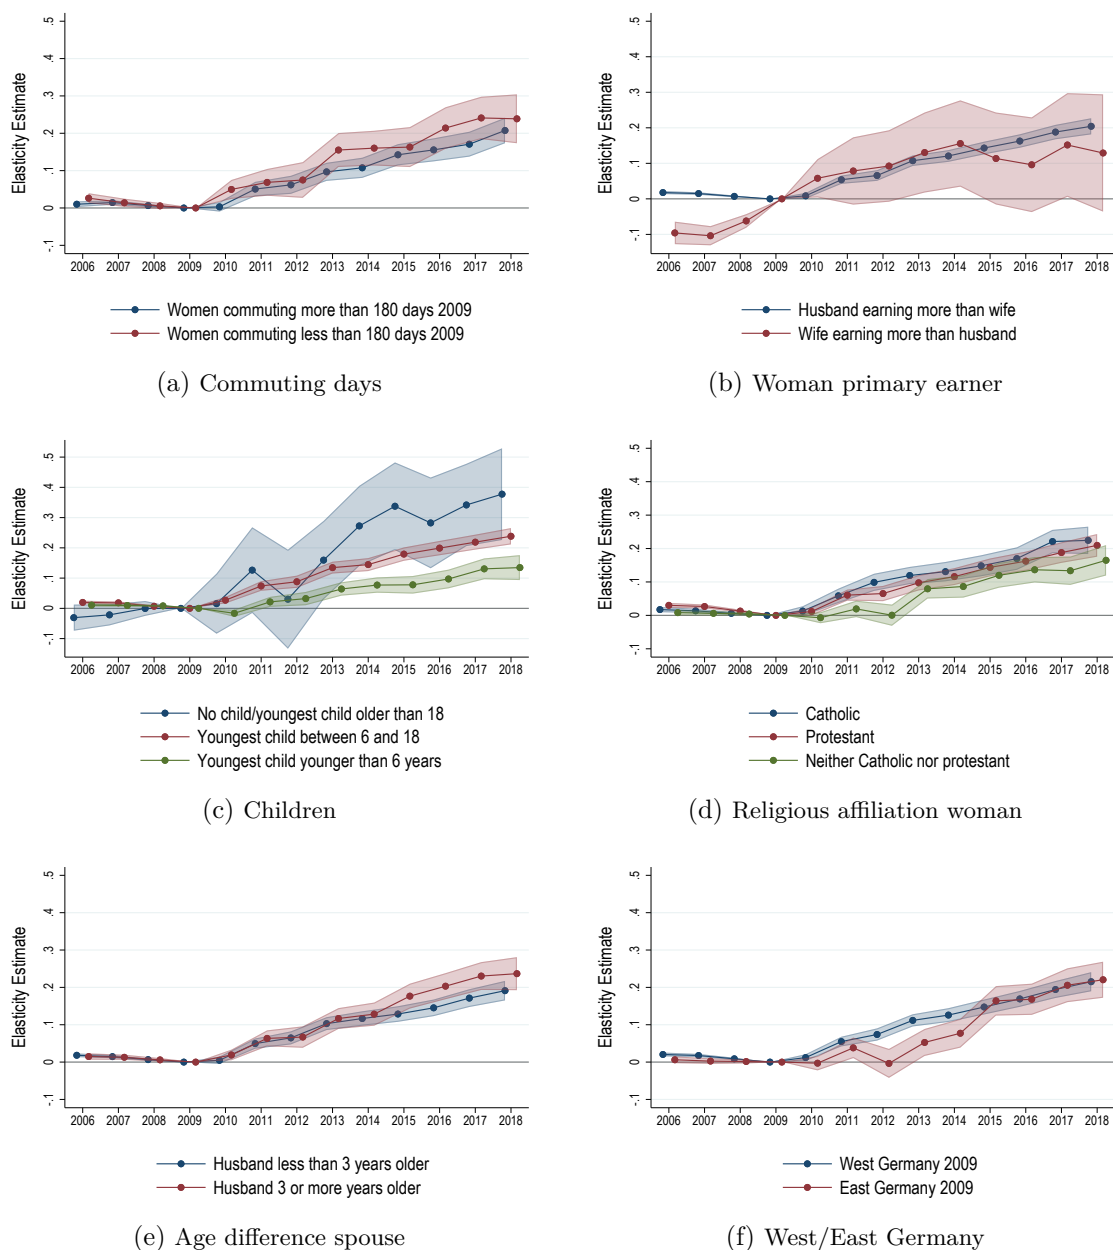 .5
.4
.3
.2
.1
0
-.1
Elasticity Estimate
2006 2007 2008 2009 2010 2011 2012 2013 2014 2015 2016 2017 2018
Women commuting more than 180 days 2009
Women commuting less than 180 days 2009
(a) Commuting days
.5
.4
.3
.2
.1
0
-.1
Elasticity Estimate
2006 2007 2008 2009 2010 2011 2012 2013 2014 2015 2016 2017 2018
Husband earning more than wife
Wife earning more than husband
(b) Woman primary earner
.5
.4
.3
.2
.1
0
-.1
Elasticity Estimate
2006 2007 2008 2009 2010 2011 2012 2013 2014 2015 2016 2017 2018
No child/youngest child older than 18
Youngest child between 6 and 18
Youngest child younger than 6 years
(c) Children
.5
.4
.3
.2
.1
0
-.1
Elasticity Estimate
2006 2007 2008 2009 2010 2011 2012 2013 2014 2015 2016 2017 2018
Catholic
Protestant
Neither Catholic nor protestant
(d) Religious affiliation woman
.5
.4
.3
.2
.1
0
-.1
Elasticity Estimate
2006 2007 2008 2009 2010 2011 2012 2013 2014 2015 2016 2017 2018
Husband less than 3 years older
Husband 3 or more years older
(e) Age difference spouse
.5
.4
.3
.2
.1
0
-.1
Elasticity Estimate
2006 2007 2008 2009 2010 2011 2012 2013 2014 2015 2016 2017 2018
West Germany 2009
East Germany 2009
(f) West/East Germany